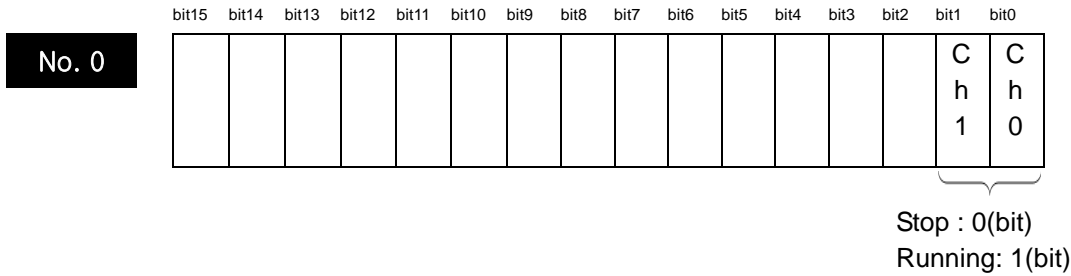 bit15 bit14 bit13 bit12 bit11 bit10 bit9 bit8 bit7 bit6 bit5 bit4 bit3 bit2 bit1 bit0
No. 0
C C
h h
1 0
Stop : 0(bit)
Running: 1(bit)